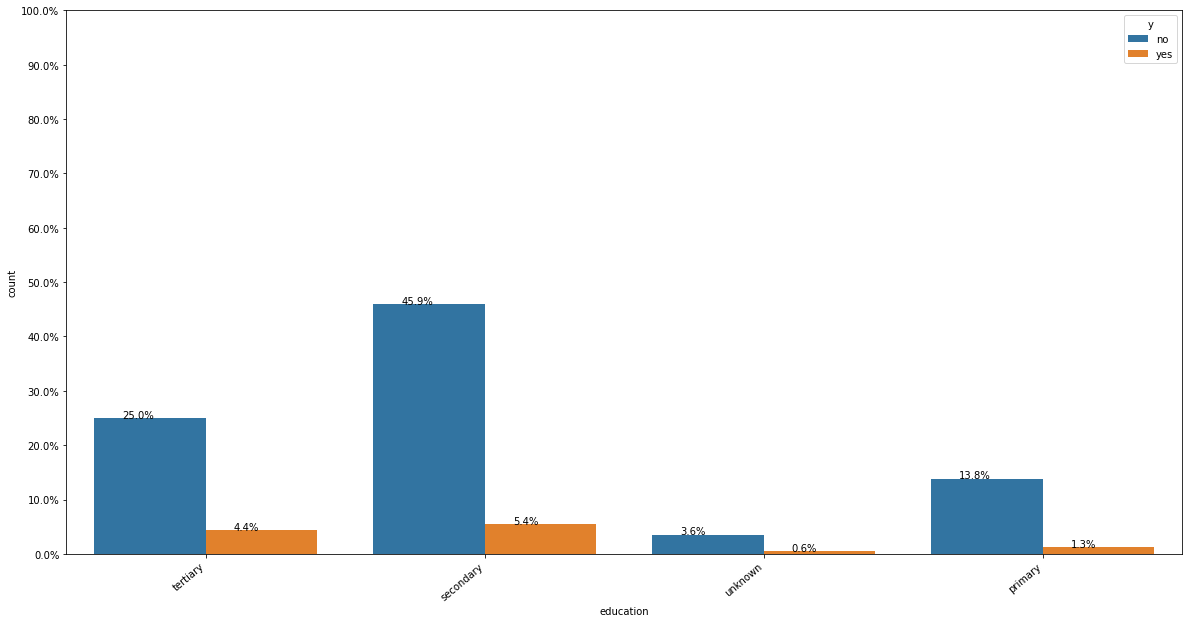 100.0%
90.0%
80.0%
70.0%
60.0%
50.0%
40.0%
30.0%
20.0%
10.0%
0.0%
count
y
no
yes
25.0%
4.4%
45.9%
5.4%
3.6%
0.6%
13.8%
1.3%
tertiary
secondary
unknown
primary
education